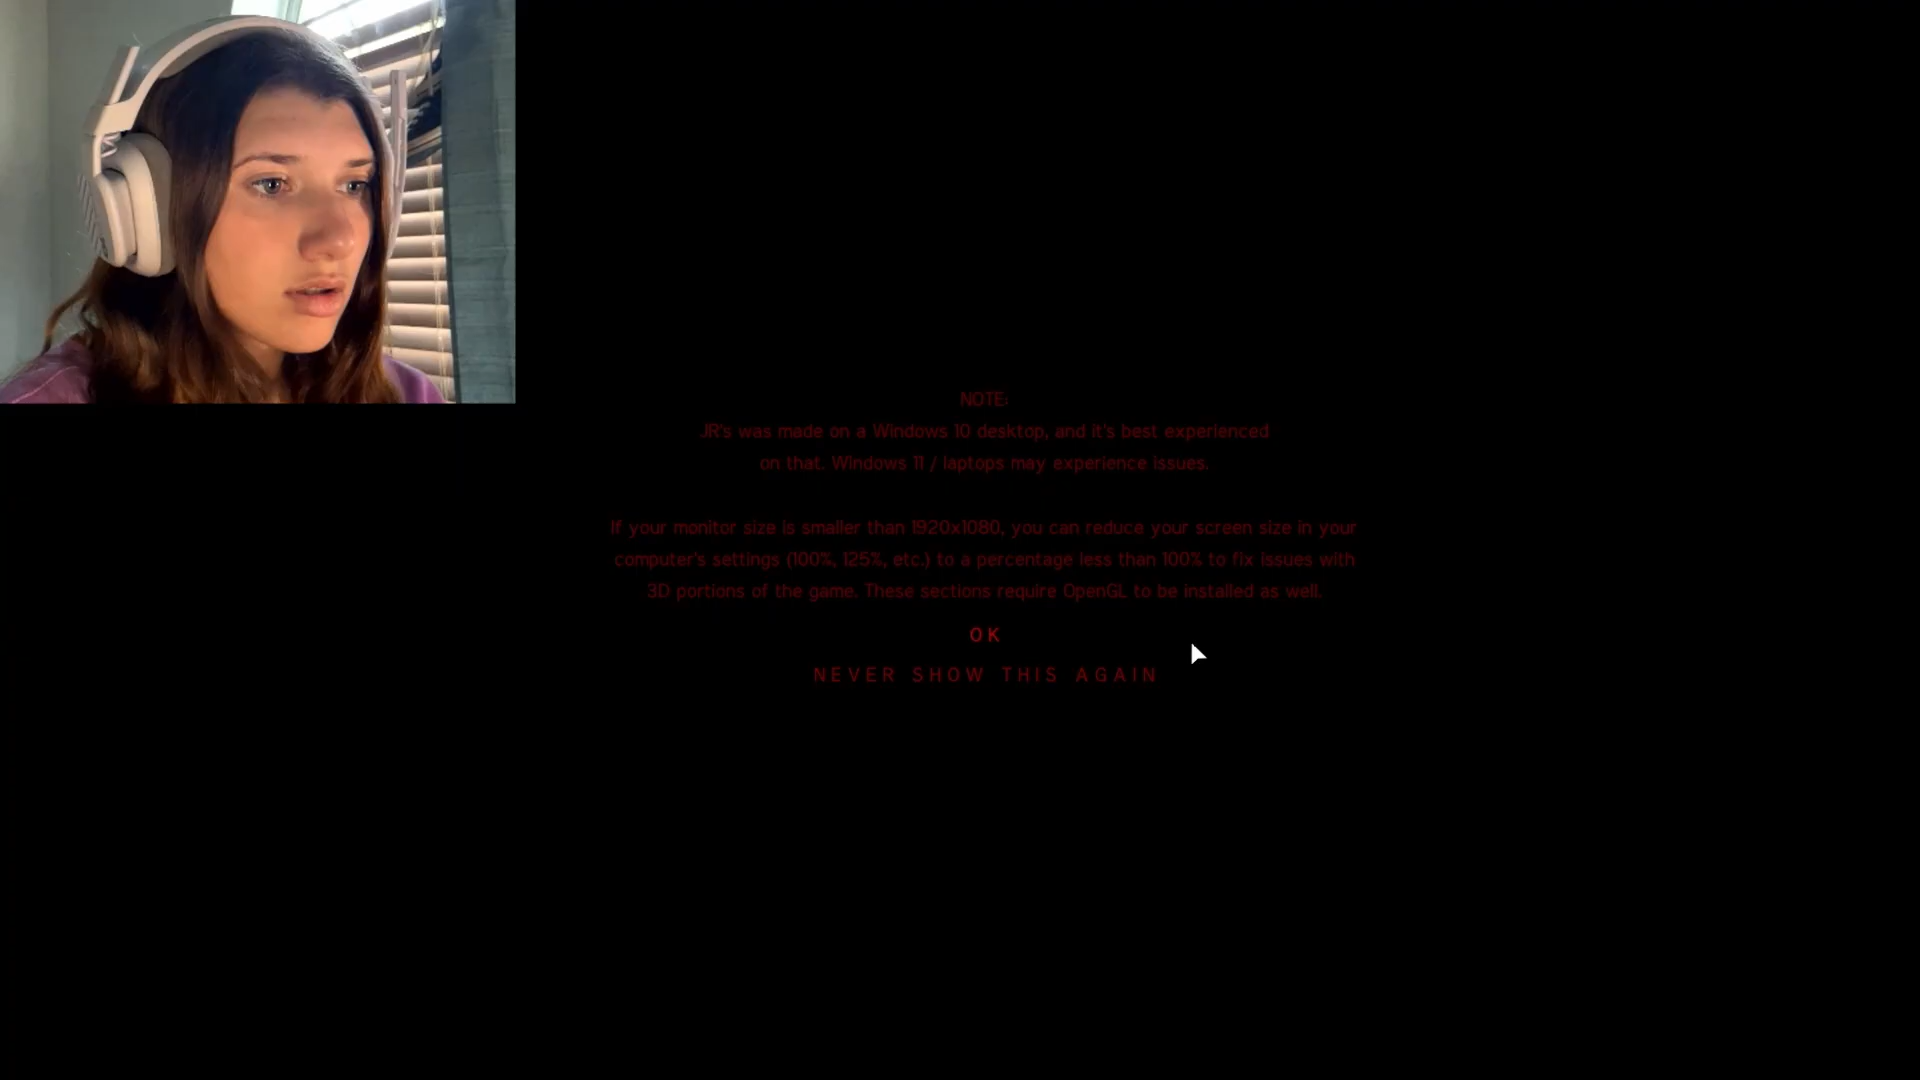 NOTE:
JR's was made on a Windows 10 desktop, and it's best experienced
on that. Windows 11 / laptops may experience issues.
If your monitor size is smaller than 1920x1080, you can reduce your screen size in your
computer's settings (100%, 125%, etc.) to a percentage less than 100% to fix issues with
3D portions of the game. These sections require OpenGL to be installed as well.
OK
NEVER SHOW THIS AGAIN